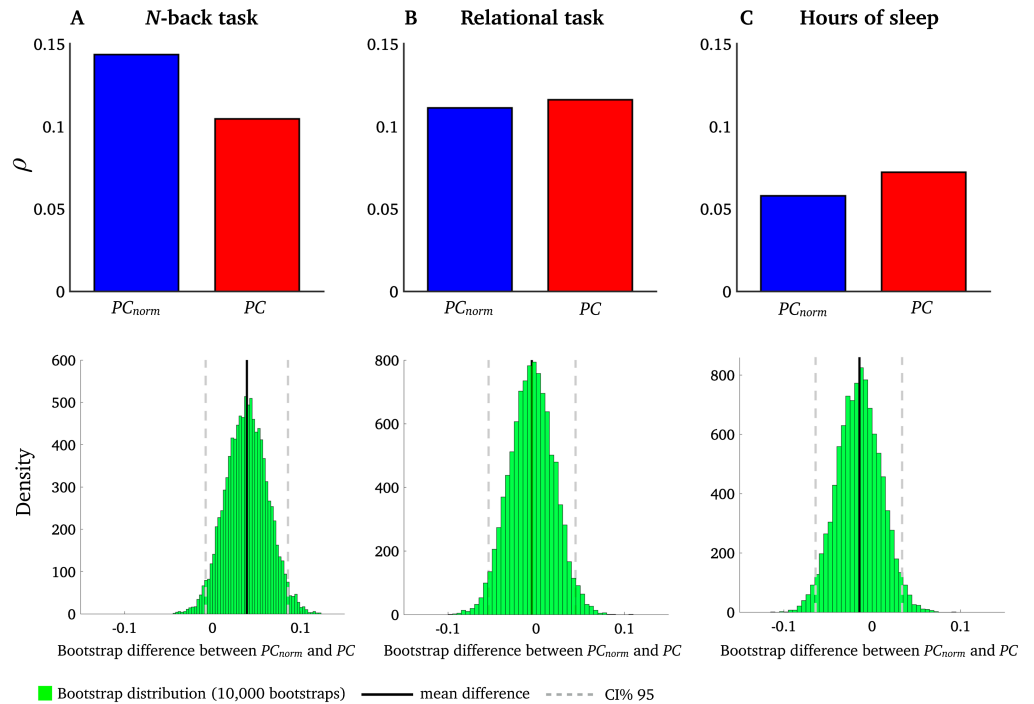 A N-back task
0.15
0.1
0.05
0
ρ
PCnorm PC
B Relational task
0.15
0.1
0.05
0
PCnorm PC
C Hours of sleep
0.15
0.1
0.05
0
PCnorm PC
600
500
400
300
200
100
0
Density
-0.1 0 0.1
Bootstrap difference between PCnorm and PC
800
600
400
200
0
-0.1 0 0.1
Bootstrap difference between PCnorm and PC
800
600
400
200
0
-0.1 0 0.1
Bootstrap difference between PCnorm and PC
Bootstrap distribution (10,000 bootstraps) mean difference CI% 95